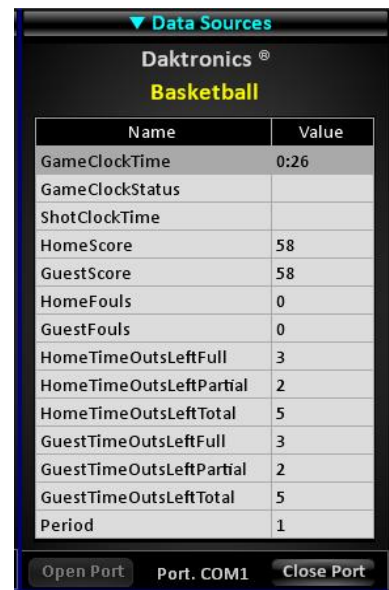 ▼ Data Sources
Daktronics ®
Basketball
Name Value
GameClockTime 0:26
GameClockStatus
ShotClockTime
HomeScore 58
GuestScore 58
HomeFouls 0
GuestFouls 0
HomeTimeOutsLeftFull 3
HomeTimeOutsLeftPartial 2
HomeTimeOutsLeftTotal 5
GuestTimeOutsLeftFull 3
GuestTimeOutsLeftPartial 2
GuestTimeOutsLeftTotal 5
Period 1
Open Port Port. COM1 Close Port